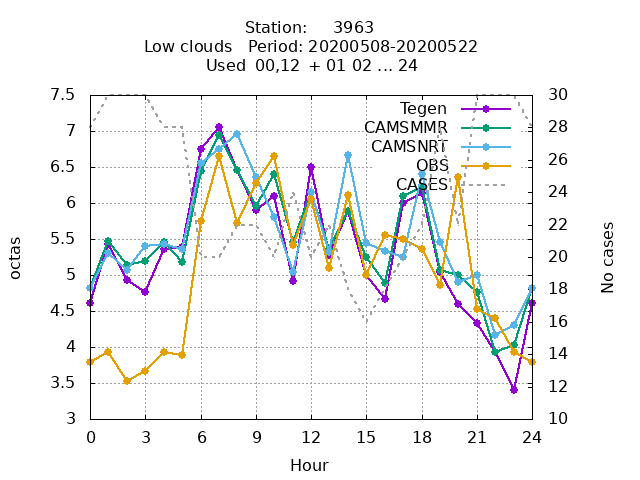 Station: 3963
Low clouds Period: 20200508-20200522
Used 00,12 + 01 02 ... 24
Tegen
CAMSMMR
CAMSNRT
OBS
CASES
7.5
7
6.5
6
5.5
5
4.5
4
3.5
3
octas
30
28
26
24
22
20
18
16
14
12
10
No cases
0 3 6 9 12 15 18 21 24
Hour